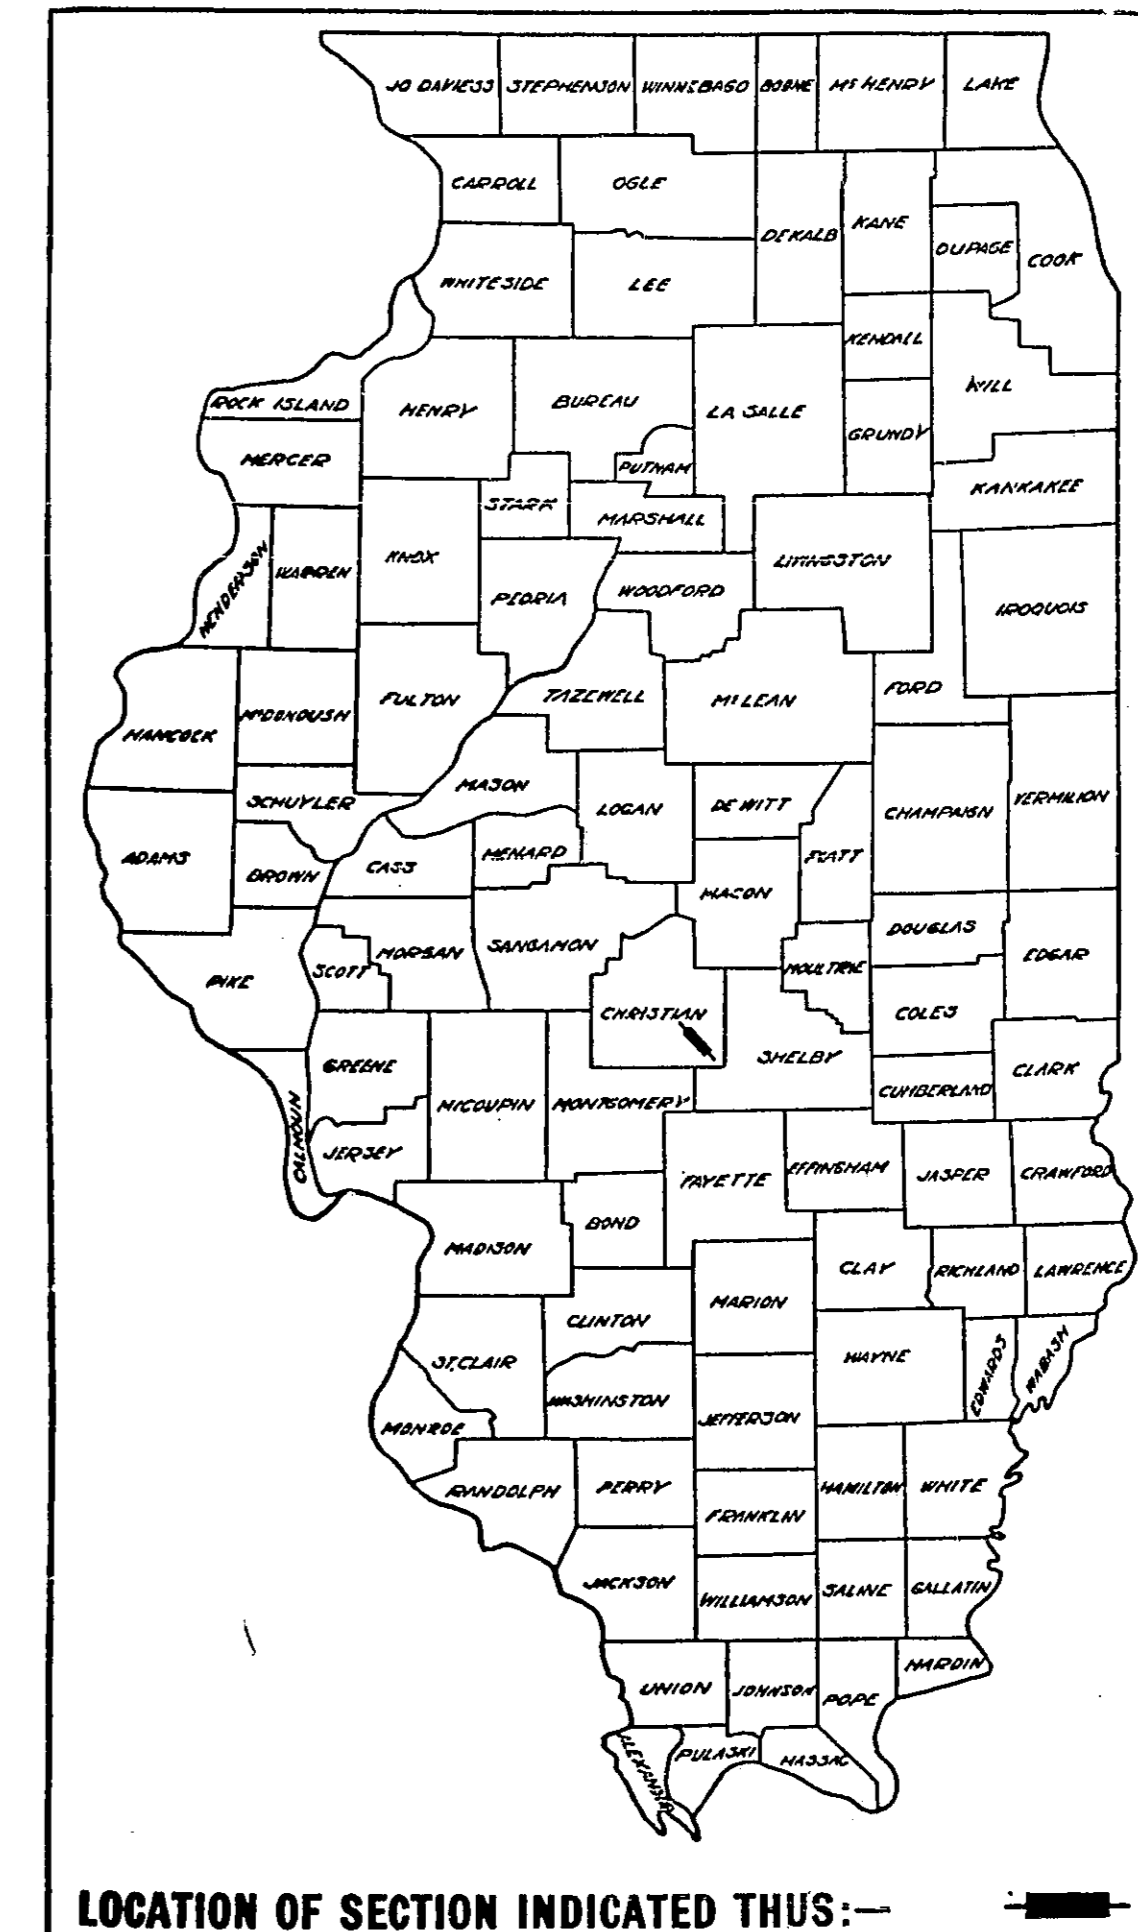 JO DAVIESS STEPHENSON WINNEBAGO BOONE McHENRY LAKE
CARROLL OGLE
DEKALB KANE
DUPAGE COOK
WHITESIDE LEE
KENDALL
WILL
ROCK ISLAND HENRY BUREAU LA SALLE
GRUNDY
MERCER
PUTNAM
KANKAKEE
STARK MARSHALL
HENDERSON WARREN KNOX LIVINGSTON
PEORIA WOODFORD
IROQUOIS
HANCOCK McDONOUGH FULTON TAZEWELL McLEAN FORD
MASON
SCHUYLER LOGAN DE WITT CHAMPAIGN VERMILION
ADAMS
BROWN CASS MENARD PIATT
MACON
PIKE SCOTT MORGAN SANGAMON DOUGLAS
MOULTRIE EDGAR
CHRISTIAN COLES
SHELBY
GREENE CLARK
CALHOUN MACOUPIN MONTGOMERY CUMBERLAND
JERSEY
FAYETTE EFFINGHAM JASPER CRAWFORD
MADISON BOND
CLAY RICHLAND LAWRENCE
CLINTON MARION
ST. CLAIR WAYNE EDWARDS WABASH
WASHINGTON JEFFERSON
MONROE
RANDOLPH PERRY FRANKLIN HAMILTON WHITE
JACKSON WILLIAMSON SALINE GALLATIN
UNION JOHNSON POPE HARDIN
ALEXANDER PULASKI MASSAC
LOCATION OF SECTION INDICATED THUS:—